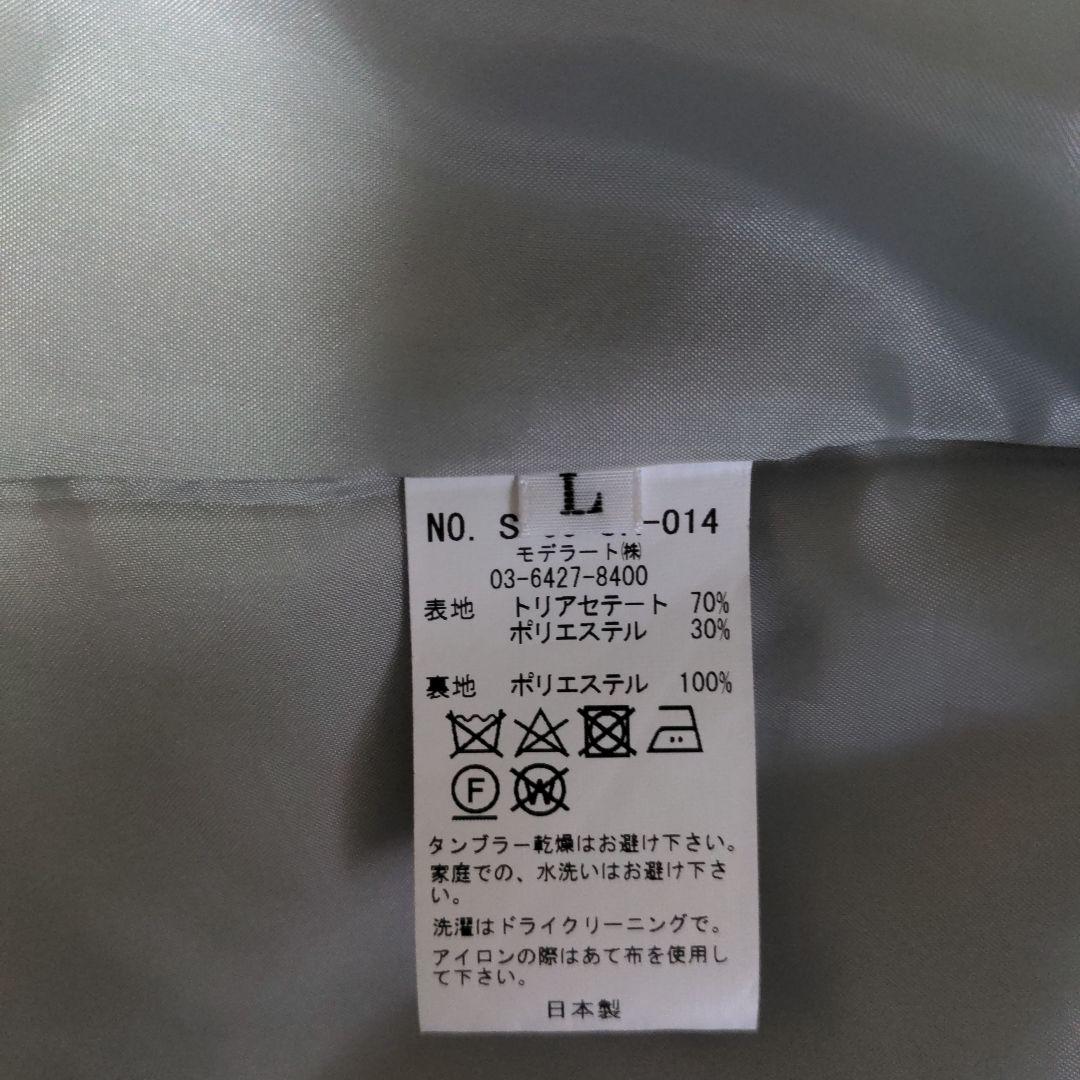 L
NO. S -014
モデラート㈱
03-6427-8400
表地 トリアセテート 70%
ポリエステル 30%
裏地 ポリエステル 100%
F W
タンブラー乾燥はお避け下さい。
家庭での、水洗いはお避け下さ
い。
洗濯はドライクリーニングで。
アイロンの際はあて布を使用し
て下さい。
日本製